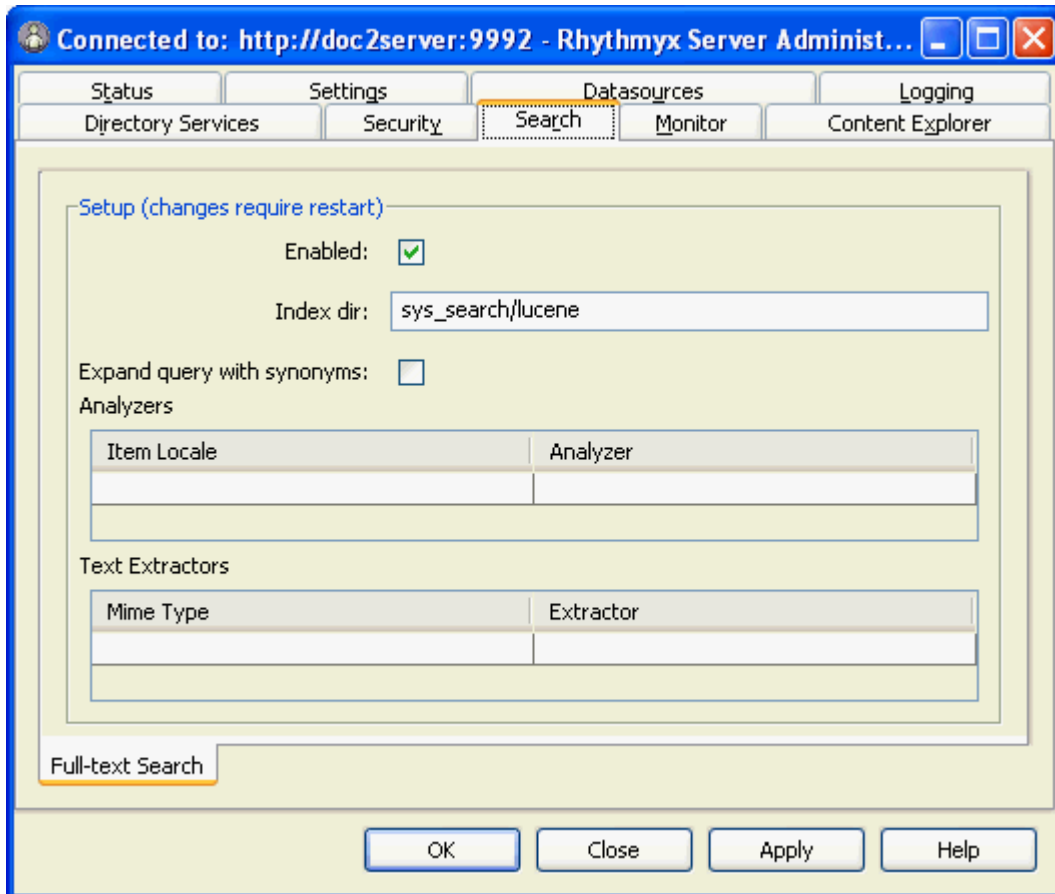 Connected to: http://doc2server:9992 - Rhythmyx Server Administ...
Status Settings Datasources Logging
Directory Services Security Search Monitor Content Explorer
Setup (changes require restart)
Enabled:
Index dir: sys_search/lucene
Expand query with synonyms:
Analyzers
Item Locale Analyzer
Text Extractors
Mime Type Extractor
Full-text Search
OK Close Apply Help